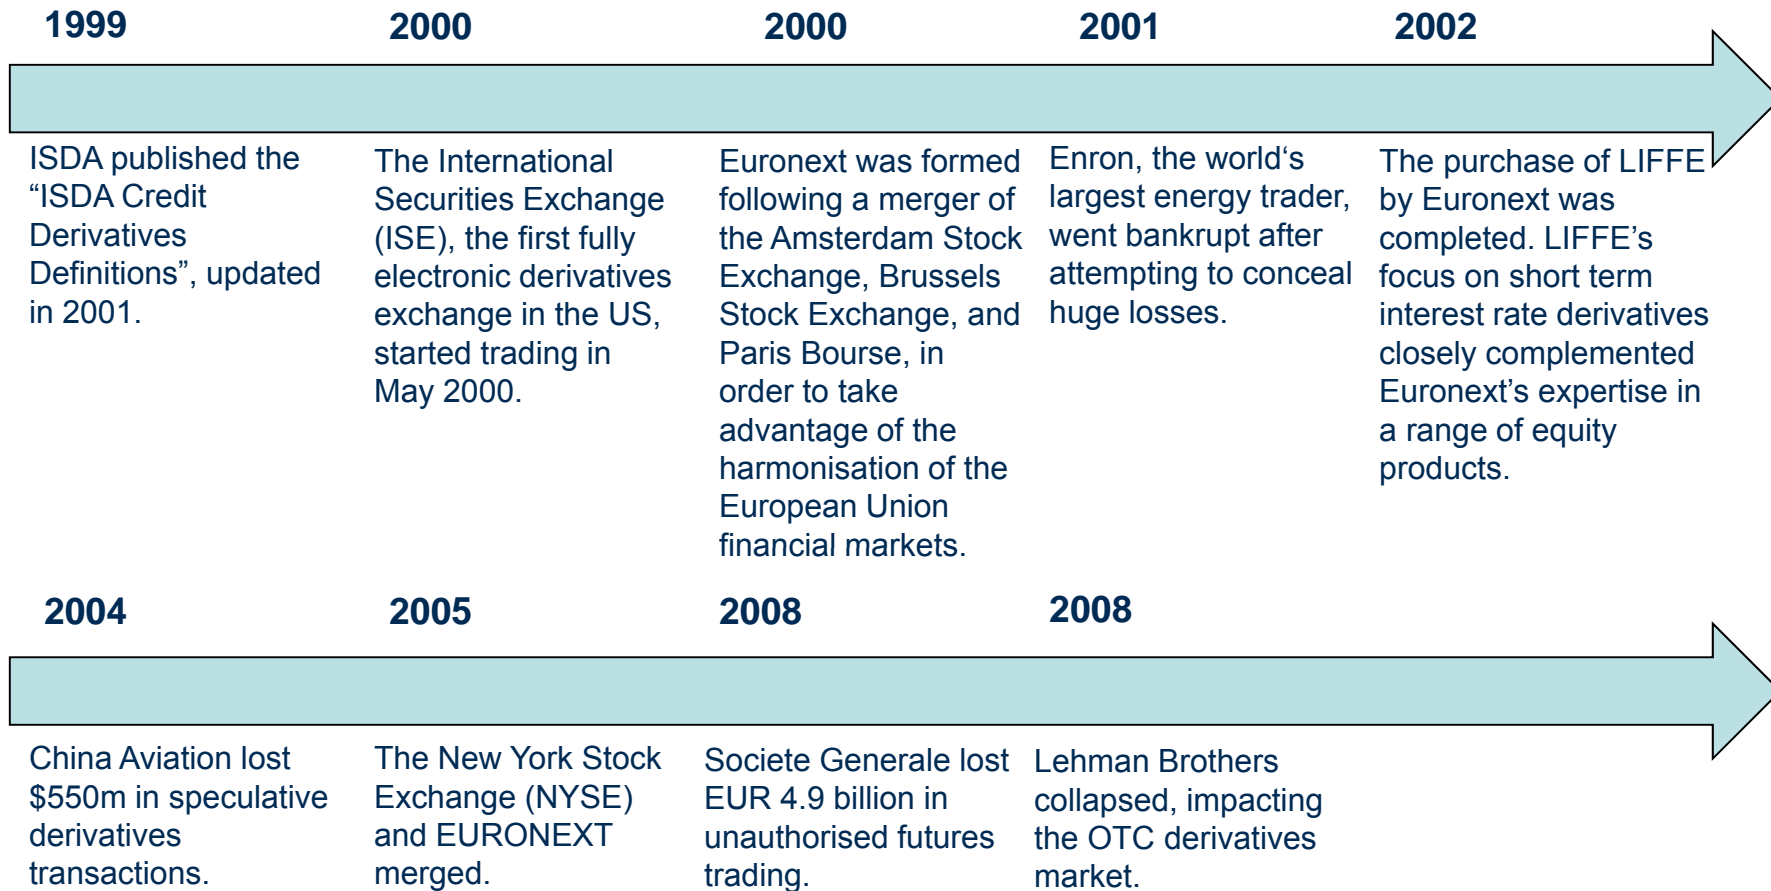 1999
ISDA published the
“ISDA Credit
Derivatives
Definitions”, updated
in 2001.
2000
The International
Securities Exchange
(ISE), the first fully
electronic derivatives
exchange in the US,
started trading in
May 2000.
2000
Euronext was formed
following a merger of
the Amsterdam Stock
Exchange, Brussels
Stock Exchange, and
Paris Bourse, in
order to take
advantage of the
harmonisation of the
European Union
financial markets.
2001
Enron, the world‘s
largest energy trader,
went bankrupt after
attempting to conceal
huge losses.
2002
The purchase of LIFFE
by Euronext was
completed. LIFFE’s
focus on short term
interest rate derivatives
closely complemented
Euronext’s expertise in
a range of equity
products.
2004
China Aviation lost
$550m in speculative
derivatives
transactions.
2005
The New York Stock
Exchange (NYSE)
and EURONEXT
merged.
2008
Societe Generale lost
EUR 4.9 billion in
unauthorised futures
trading.
2008
Lehman Brothers
collapsed, impacting
the OTC derivatives
market.